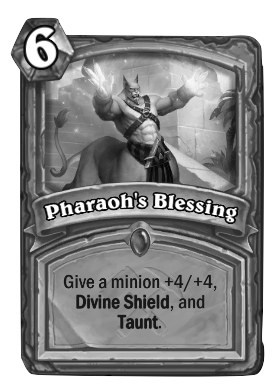 6
Pharaoh's Blessing
Give a minion +4/+4,
Divine Shield, and
Taunt.